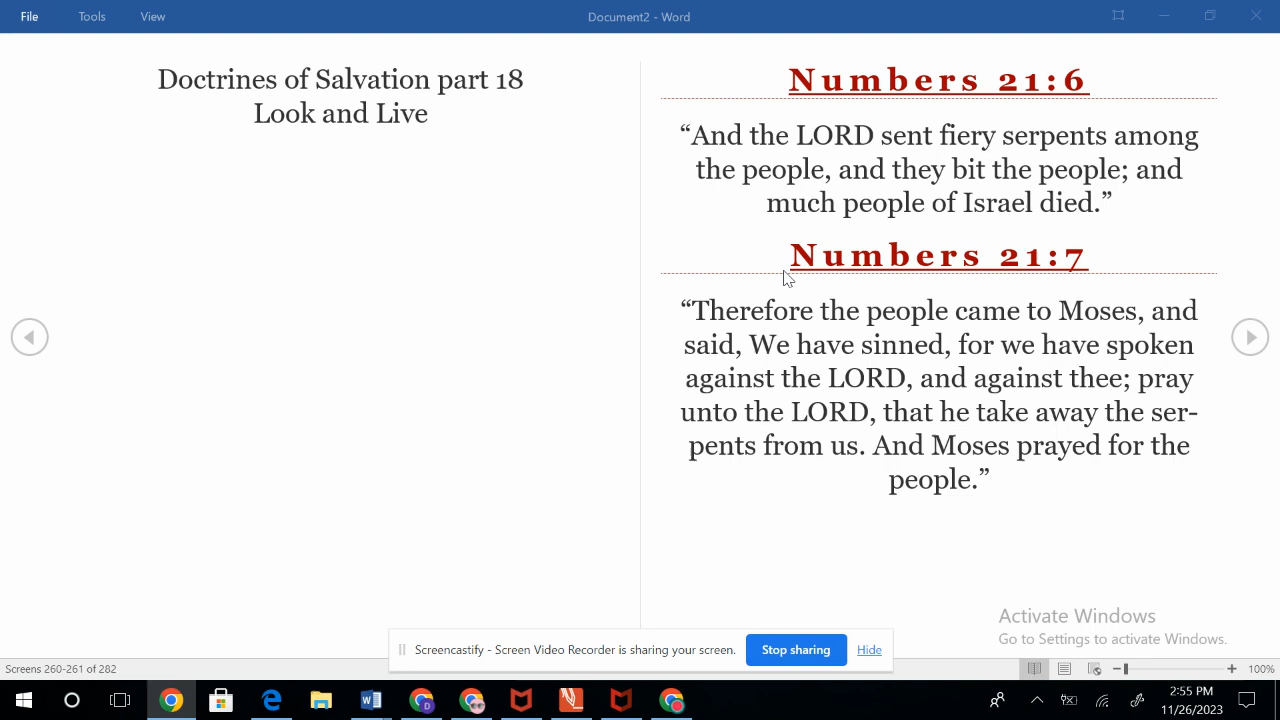 File
Tools
View
Document2 - Word
Doctrines of Salvation part 18
Look and Live
Numbers 21:6
“And the LORD sent fiery serpents among
the people, and they bit the people; and
much people of Israel died.”
Numbers 21:7
“Therefore the people came to Moses, and
said, We have sinned, for we have spoken
against the LORD, and against thee; pray
unto the LORD, that he take away the ser-
pents from us. And Moses prayed for the
people.”
Activate Windows
Go to Settings to activate Windows.
Screencastify - Screen Video Recorder is sharing your screen.
Stop sharing
Hide
Screens 260-261 of 282
100%
2:55 PM
11/26/2023